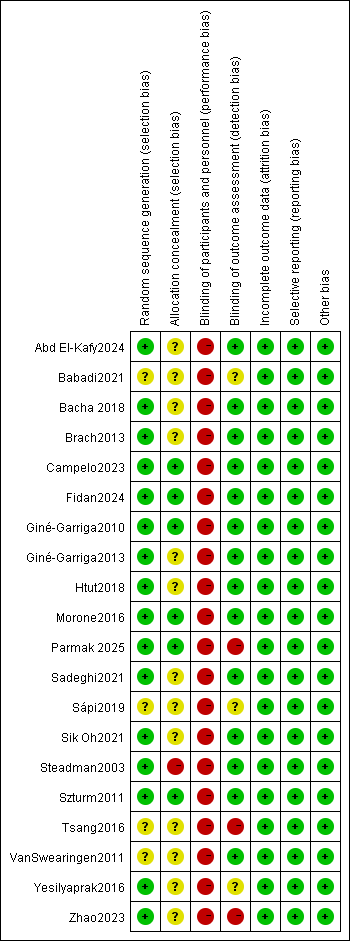 Random sequence generation (selection bias)
Allocation concealment (selection bias)
Blinding of participants and personnel (performance bias)
Blinding of outcome assessment (detection bias)
Incomplete outcome data (attrition bias)
Selective reporting (reporting bias)
Other bias
Abd El-Kafy2024 + ? - + + + +
Babadi2021 ? ? - ? + + +
Bacha 2018 + ? - + + + +
Brach2013 + ? - + + + +
Campelo2023 + + - + + + +
Fidan2024 + + - + + + +
Giné-Garriga2010 + + - + + + +
Giné-Garriga2013 + ? - + + + +
Htut2018 + ? - + + + +
Morone2016 + + - + + + +
Parmak 2025 + + - - + + +
Sadeghi2021 + ? - + + + +
Sápi2019 ? ? - ? + + +
Sik Oh2021 + ? - + + + +
Steadman2003 + - - + + + +
Szturm2011 + + - + + + +
Tsang2016 ? ? - - + + +
VanSwearingen2011 ? ? - + + + +
Yesilyaprak2016 + ? - ? + + +
Zhao2023 + ? - - + + +